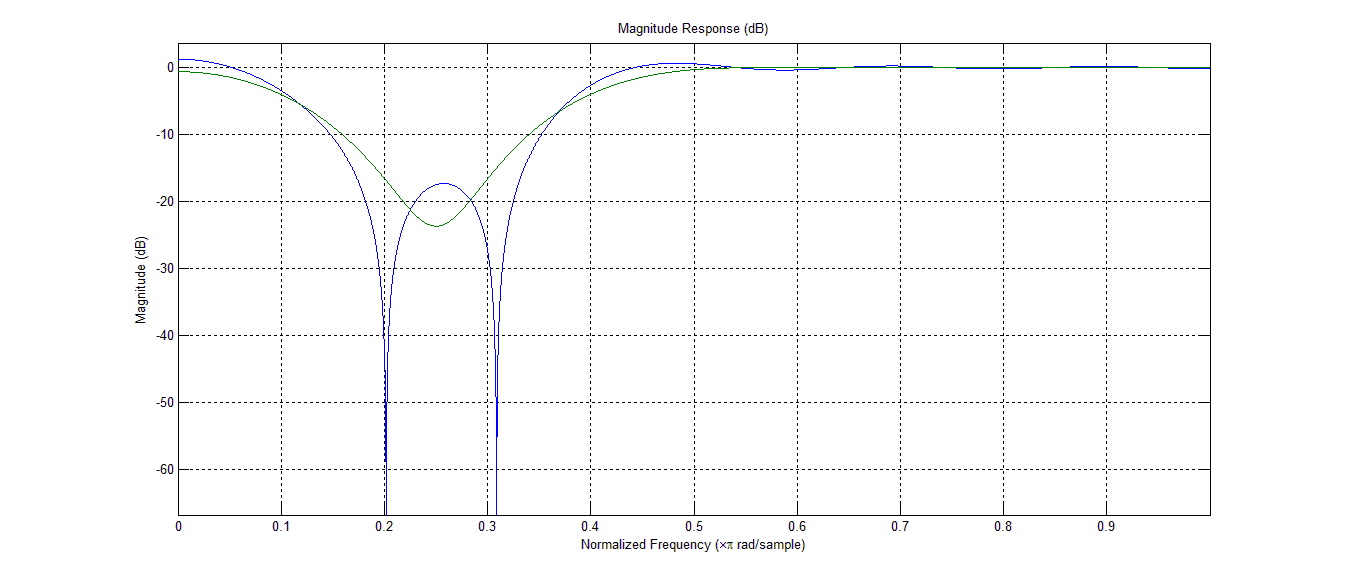 Magnitude Response (dB)
0
-10
-20
-30
-40
-50
-60
Magnitude (dB)
0 0.1 0.2 0.3 0.4 0.5 0.6 0.7 0.8 0.9
Normalized Frequency (×π rad/sample)